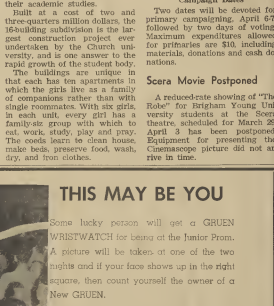 their academic studies.
Built at a cost of two and
three-quarters million dollars, the
16-building subdivision is the lar-
gest construction project ever
undertaken by the Church uni-
versity, and is one answer to the
rapid growth of the student body.
The buildings are unique in
that each has ten apartments in
which the girls live as a family
of companions rather than with
single roommates. With six girls,
in each unit, every girl has a
family-six group with which to
eat, work, study, play and pray.
The coeds learn to clean house,
make beds, preserve food, wash,
dry, and iron clothes.
Two dates will be devoted fo
primary campaigning, April
followed by two days of voting
Maximum expenditures allowe
for primaries are $10, including
materials, donations and cash do
nations.
Scera Movie Postponed
A reduced-rate showing of "Th
Robe" for Brigham Young Uni
versity students at the Scer
theatre, scheduled for March 29
April 3 has been postponed
Equipment for presenting the
Cinemascope picture did not ar
rive in time.
THIS MAY BE YOU
Some lucky person will get a GRUEN
WRISTWATCH for being at the Junior Prom.
A picture will be taken at one of the two
nights and if your face shows up in the right
square, then count yourself the owner of a
New GRUEN.